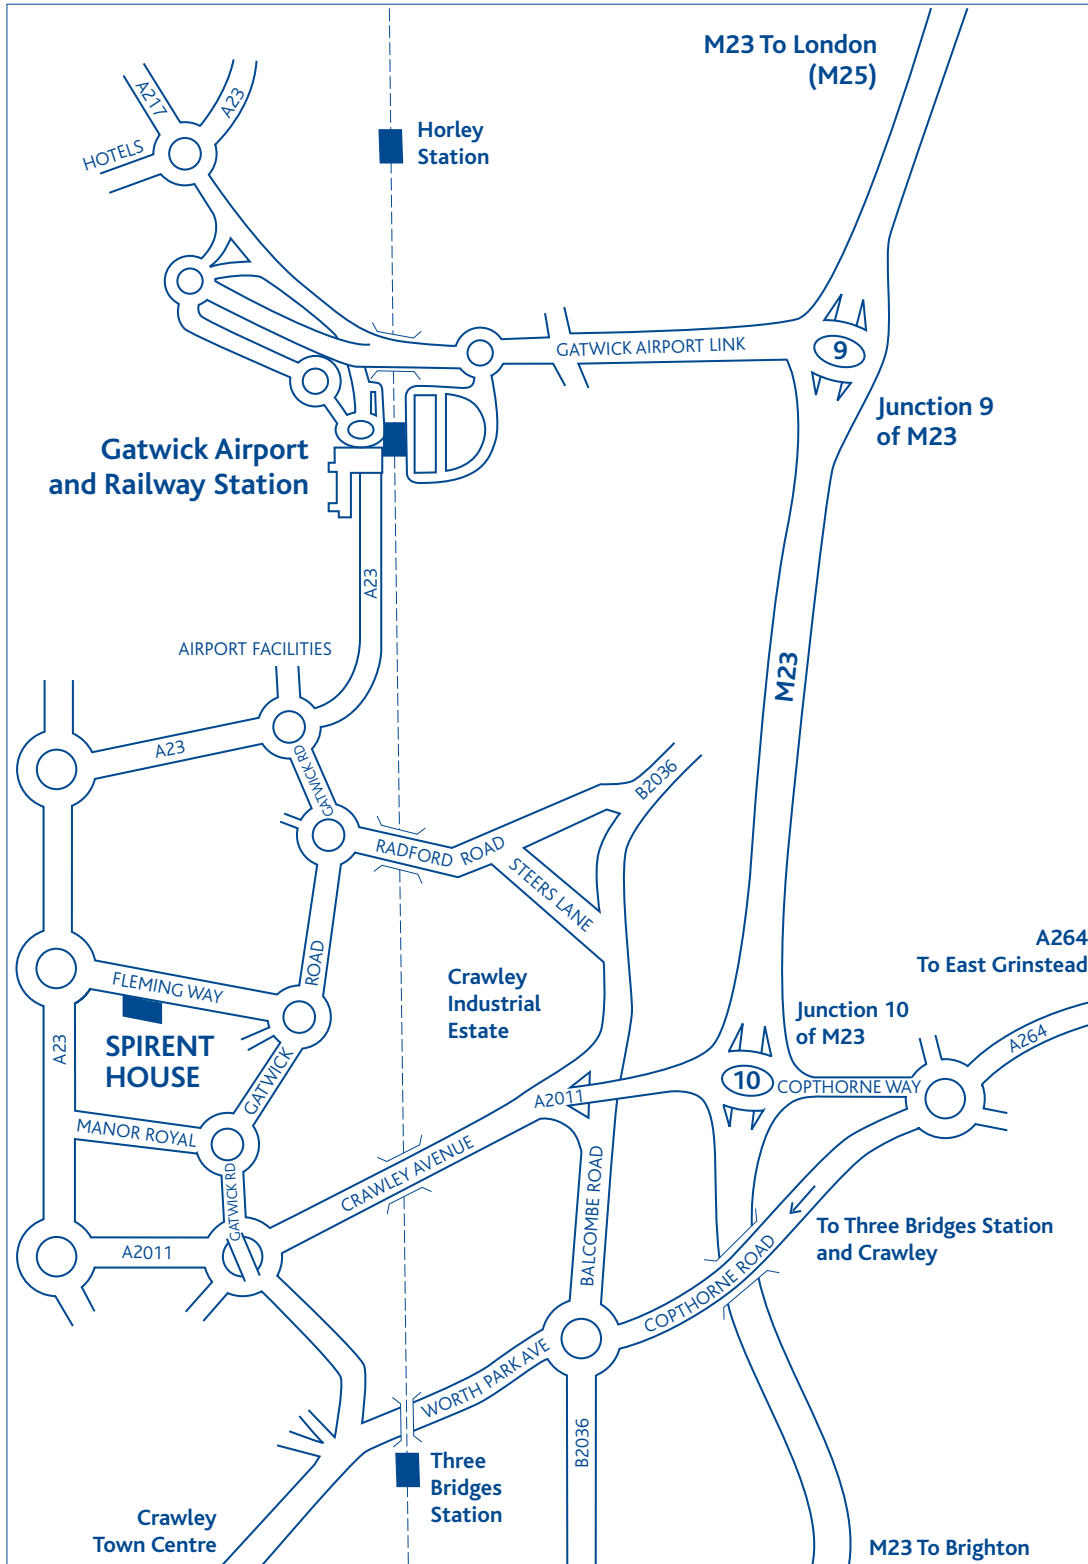 M23 To London
(M25)
A217
A23
HOTELS
Horley
Station
GATWICK AIRPORT LINK
9
Junction 9
of M23
Gatwick Airport
and Railway Station
A23
AIRPORT FACILITIES
M23
A23
GATWICK RD
B2036
RADFORD ROAD
STEERS LANE
A264
To East Grinstead
FLEMING WAY
ROAD
Crawley
Industrial
Estate
Junction 10
of M23
A264
A23
SPIRENT
HOUSE
GATWICK
10
COPTHORNE WAY
A2011
MANOR ROYAL
CRAWLEY AVENUE
GATWICK RD
BALCOMBE ROAD
To Three Bridges Station
and Crawley
A2011
COPTHORNE ROAD
WORTH PARK AVE
B2036
Three
Bridges
Station
Crawley
Town Centre
M23 To Brighton